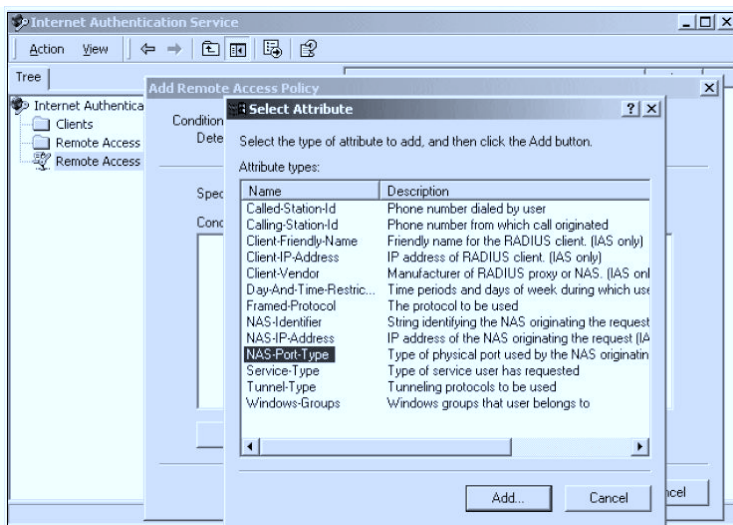 Internet Authentication Service
Action View
Tree
Internet Authentica
Clients
Remote Access
Remote Access
Add Remote Access Policy
Condition
Dete
Spec
Cond
Select Attribute
Select the type of attribute to add, and then click the Add button.
Attribute types:
Name Description
Called-Station-Id Phone number dialed by user
Calling-Station-Id Phone number from which call originated
Client-Friendly-Name Friendly name for the RADIUS client. (IAS only)
Client-IP-Address IP address of RADIUS client. (IAS only)
Client-Vendor Manufacturer of RADIUS proxy or NAS. (IAS onl
Day-And-Time-Restric... Time periods and days of week during which use
Framed-Protocol The protocol to be used
NAS-Identifier String identifying the NAS originating the request
NAS-IP-Address IP address of the NAS originating the request (IA
NAS-Port-Type Type of physical port used by the NAS originatin
Service-Type Type of service user has requested
Tunnel-Type Tunneling protocols to be used
Windows-Groups Windows groups that user belongs to
Add... Cancel
ncel